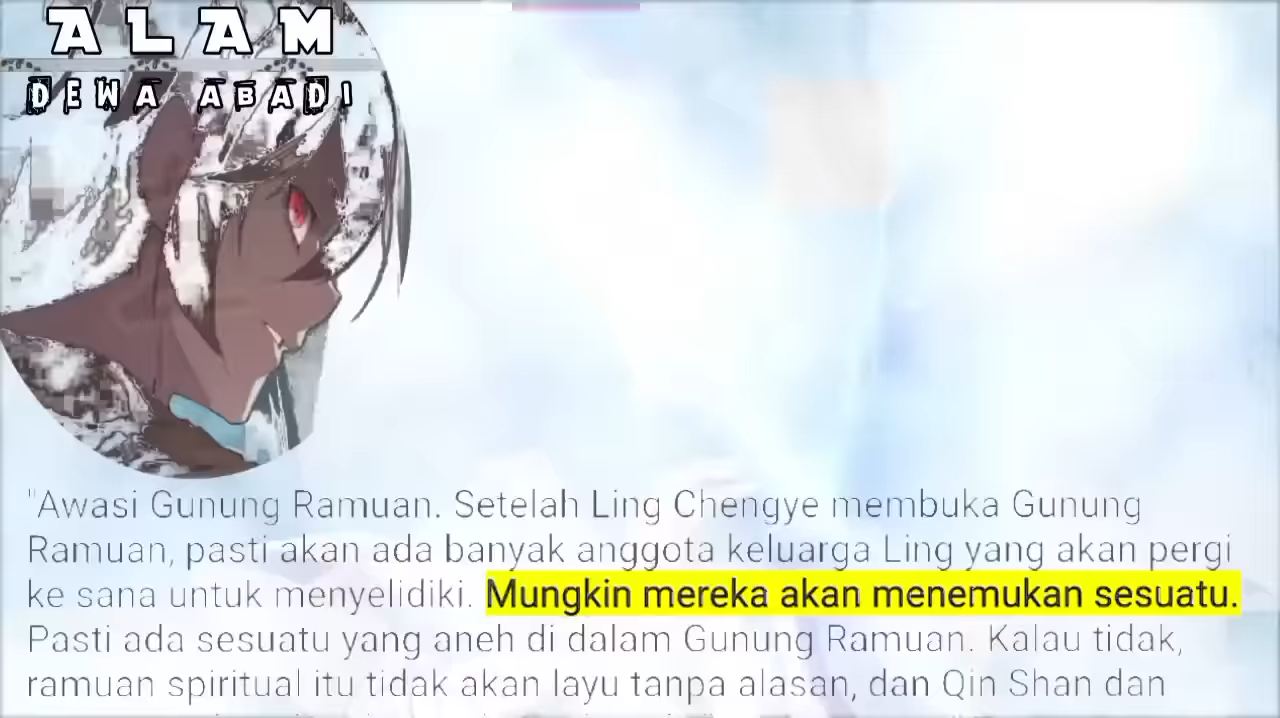 ALAM
DEWA ABADI
"Awasi Gunung Ramuan. Setelah Ling Chengye membuka Gunung
Ramuan, pasti akan ada banyak anggota keluarga Ling yang akan pergi
ke sana untuk menyelidiki. Mungkin mereka akan menemukan sesuatu.
Pasti ada sesuatu yang aneh di dalam Gunung Ramuan. Kalau tidak,
ramuan spiritual itu tidak akan layu tanpa alasan, dan Qin Shan dan